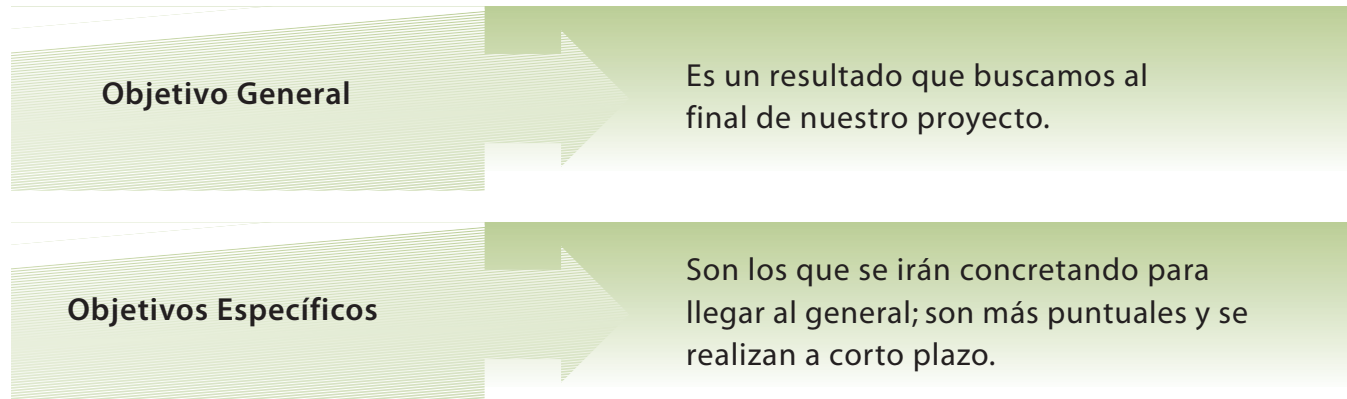 Objetivo General
Es un resultado que buscamos al
final de nuestro proyecto.
Objetivos Específicos
Son los que se irán concretando para
llegar al general; son más puntuales y se
realizan a corto plazo.